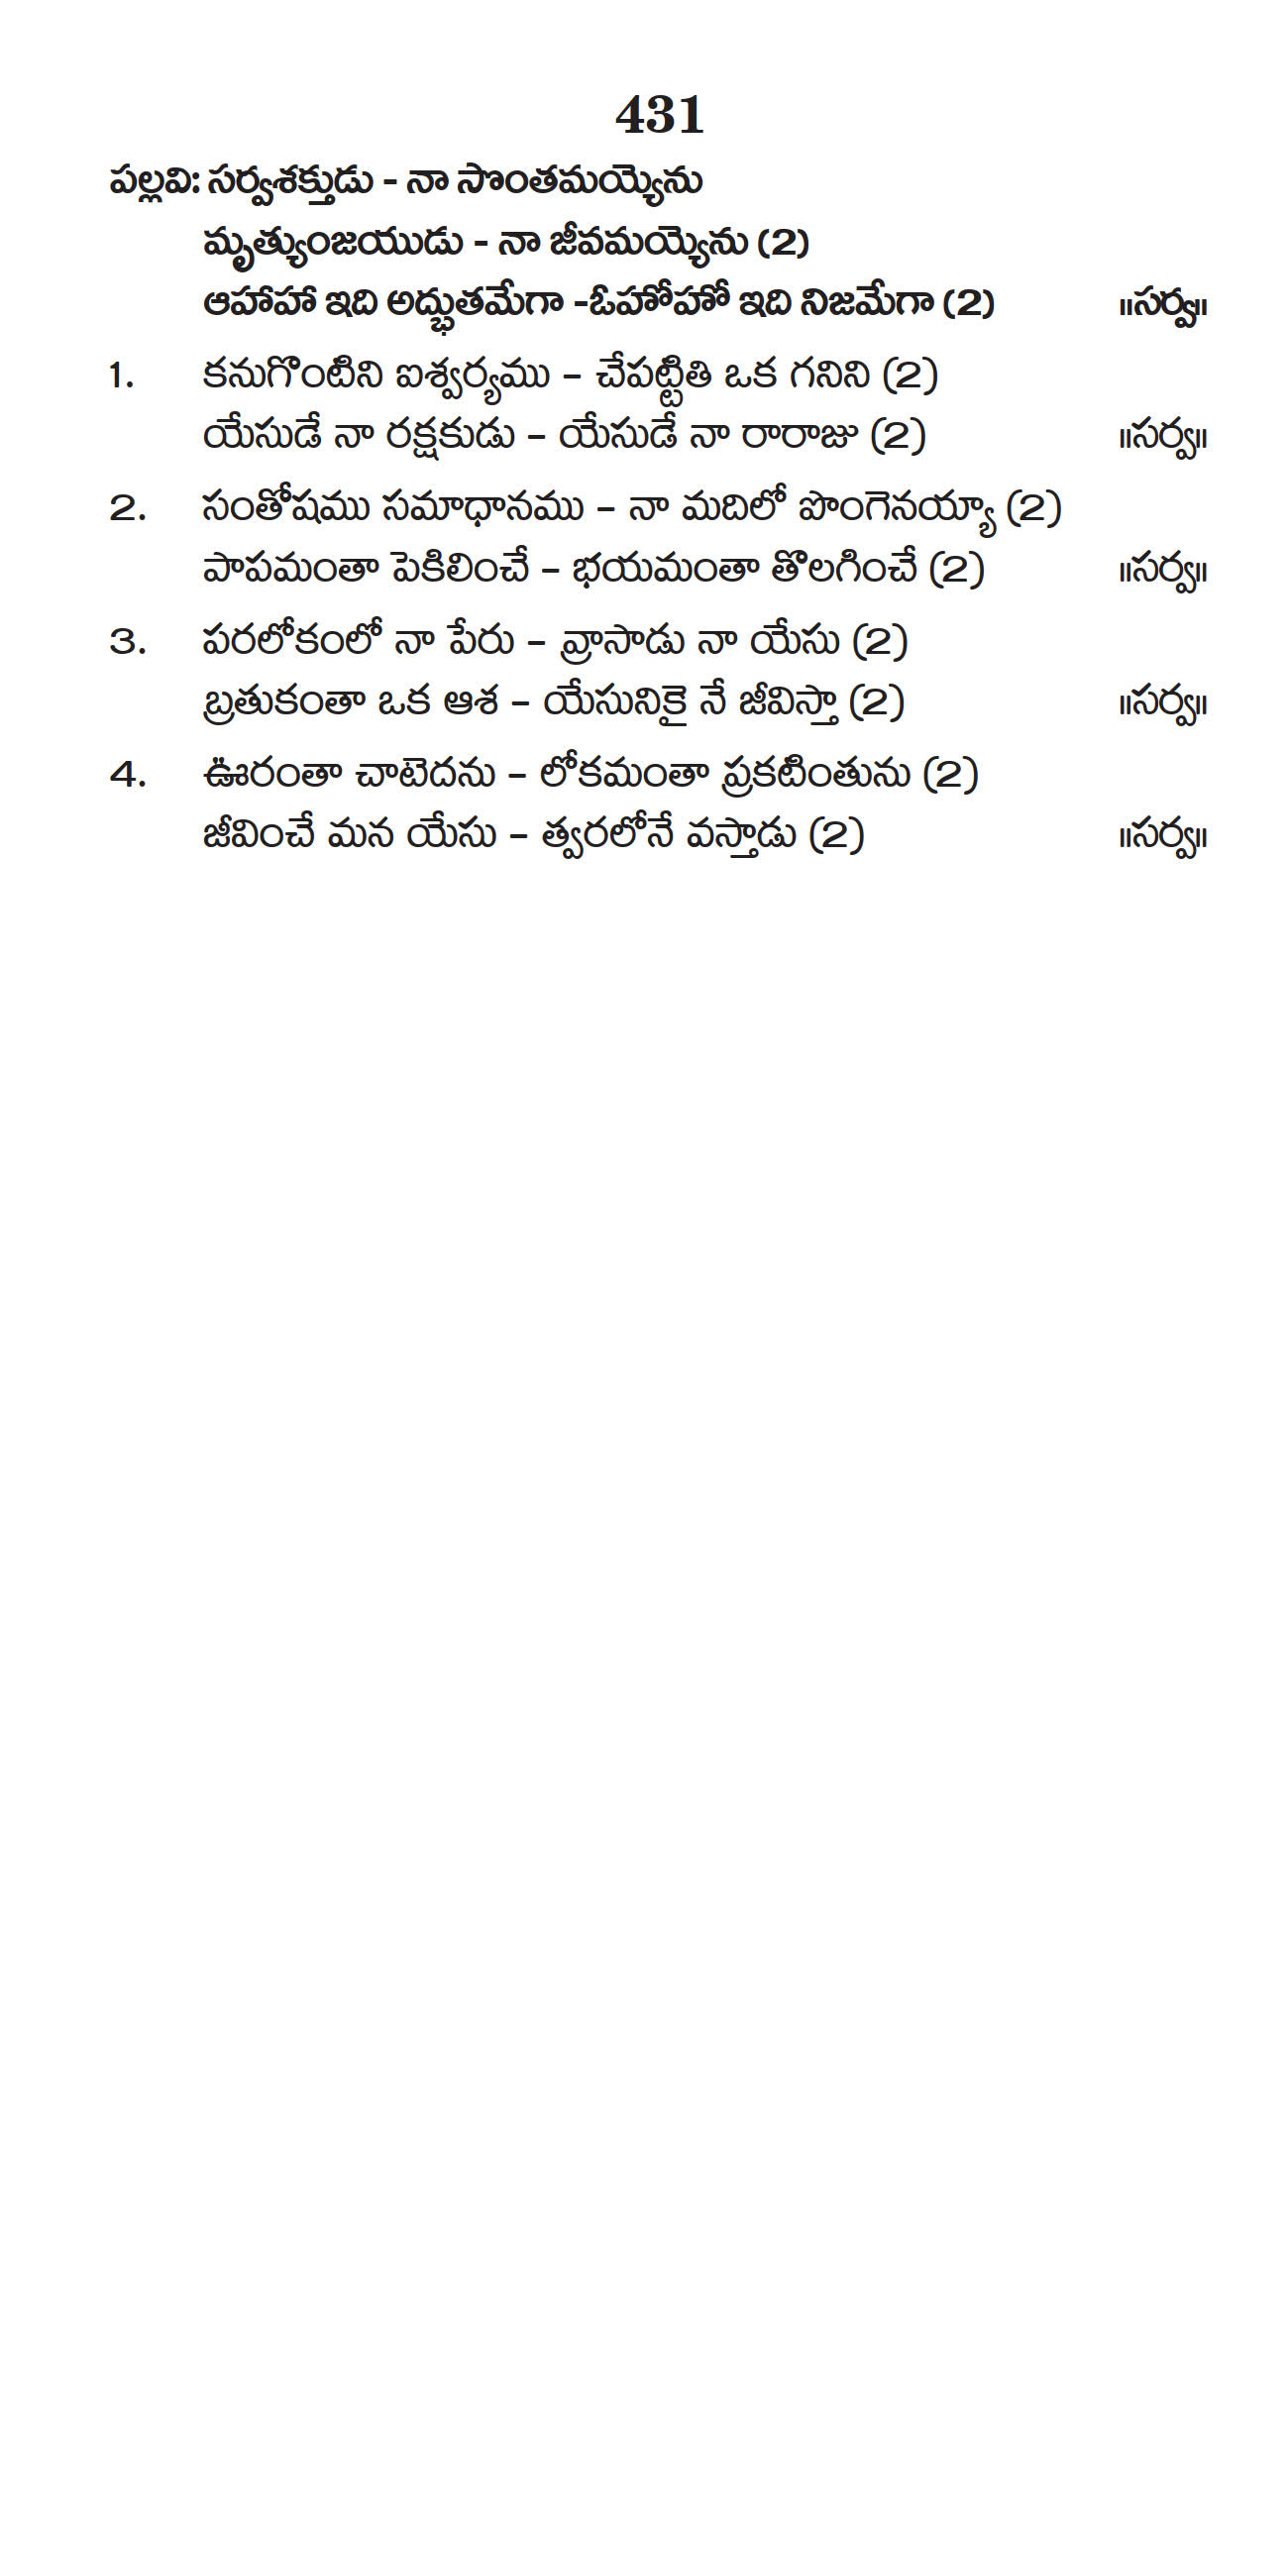 431
పల్లవి: సర్వశక్తుడు - నా సొంతమయ్యెను
మృత్యుంజయుడు - నా జీవమయ్యెను (2)
ఆహాహా ఇది అద్భుతమేగా -ఓహోహో ఇది నిజమేగా (2) ॥సర్వ॥
1. కనుగొంటిని ఐశ్వర్యము – చేపట్టితి ఒక గనిని (2)
యేసుడే నా రక్షకుడు – యేసుడే నా రారాజు (2) ॥సర్వ॥
2. సంతోషము సమాధానము – నా మదిలో పొంగెనయ్యా (2)
పాపమంతా పెకిలించే – భయమంతా తొలగించే (2) ॥సర్వ॥
3. పరలోకంలో నా పేరు – వ్రాసాడు నా యేసు (2)
బ్రతుకంతా ఒక ఆశ – యేసునికై నే జీవిస్తా (2) ॥సర్వ॥
4. ఊరంతా చాటెదను – లోకమంతా ప్రకటింతును (2)
జీవించే మన యేసు – త్వరలోనే వస్తాడు (2) ॥సర్వ॥